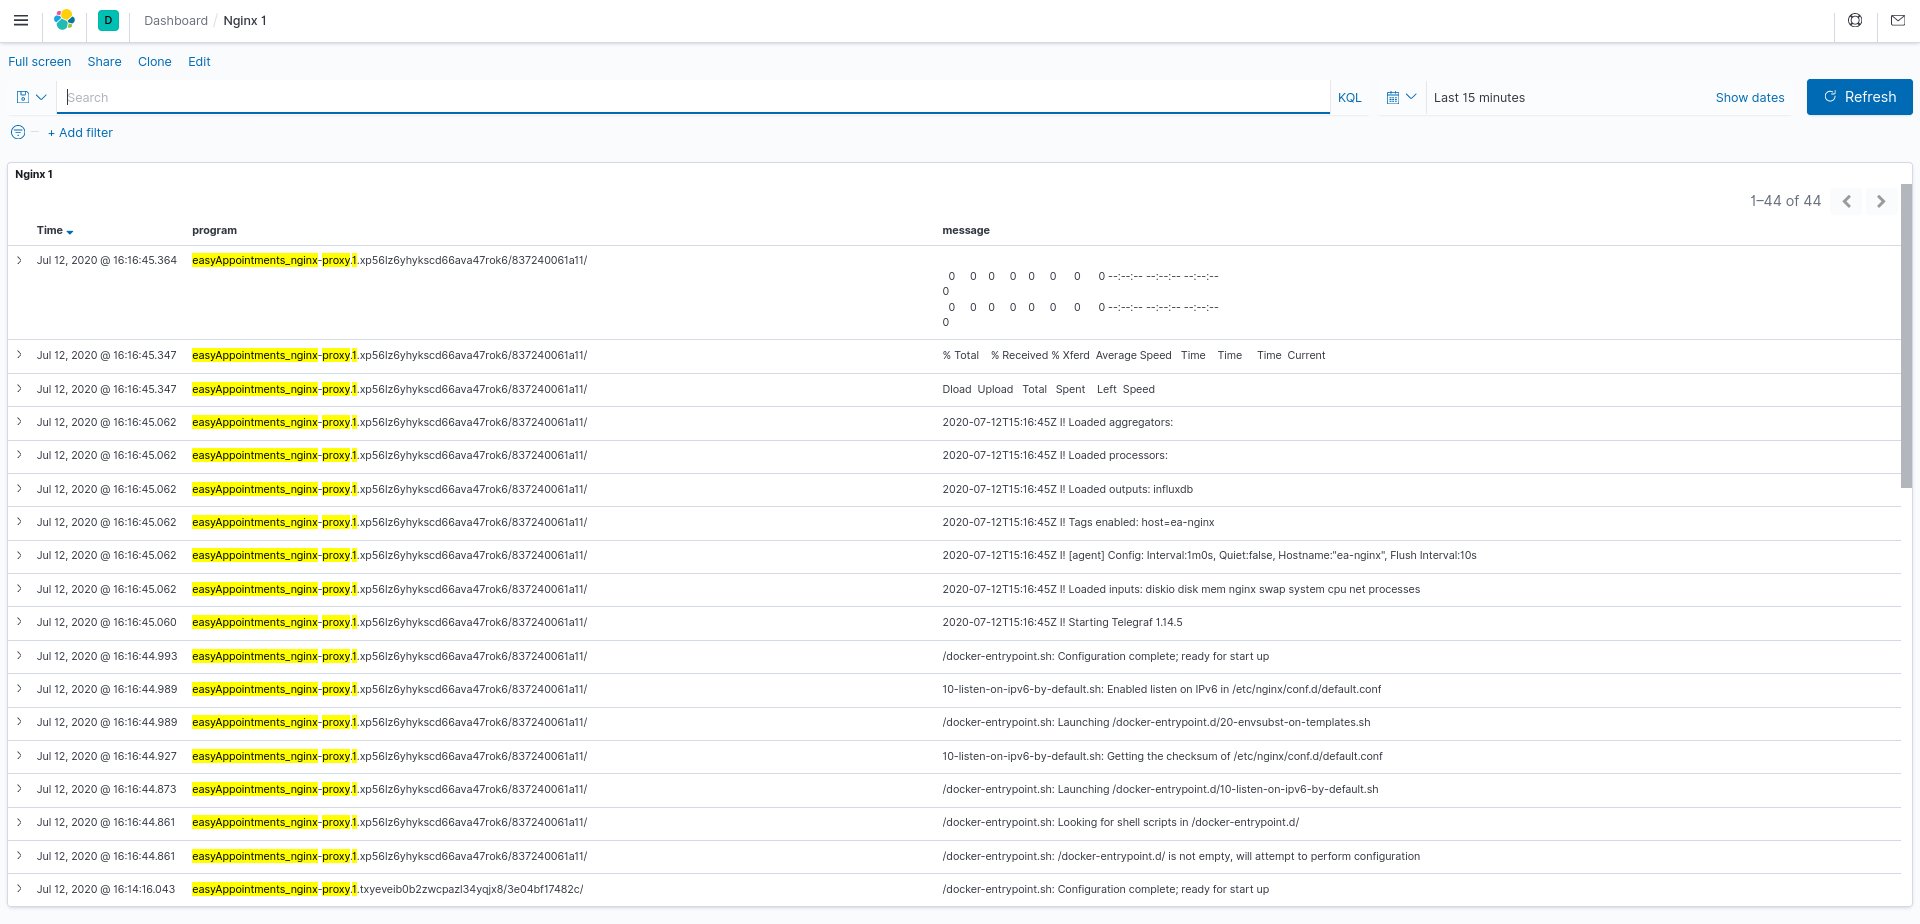 D Dashboard / Nginx 1
Full screen Share Clone Edit
Search KQL Last 15 minutes Show dates Refresh
+ Add filter
Nginx 1
1–44 of 44
Time program message
Jul 12, 2020 @ 16:16:45.364 easyAppointments_nginx-proxy.1.xp56lz6yhykscd66ava47rok6/837240061a11/
0 0 0 0 0 0 0 0 --:--:-- --:--:-- --:--:--
0
0 0 0 0 0 0 0 0 --:--:-- --:--:-- --:--:--
0
Jul 12, 2020 @ 16:16:45.347 easyAppointments_nginx-proxy.1.xp56lz6yhykscd66ava47rok6/837240061a11/ % Total % Received % Xferd Average Speed Time Time Time Current
Jul 12, 2020 @ 16:16:45.347 easyAppointments_nginx-proxy.1.xp56lz6yhykscd66ava47rok6/837240061a11/ Dload Upload Total Spent Left Speed
Jul 12, 2020 @ 16:16:45.062 easyAppointments_nginx-proxy.1.xp56lz6yhykscd66ava47rok6/837240061a11/ 2020-07-12T15:16:45Z I! Loaded aggregators:
Jul 12, 2020 @ 16:16:45.062 easyAppointments_nginx-proxy.1.xp56lz6yhykscd66ava47rok6/837240061a11/ 2020-07-12T15:16:45Z I! Loaded processors:
Jul 12, 2020 @ 16:16:45.062 easyAppointments_nginx-proxy.1.xp56lz6yhykscd66ava47rok6/837240061a11/ 2020-07-12T15:16:45Z I! Loaded outputs: influxdb
Jul 12, 2020 @ 16:16:45.062 easyAppointments_nginx-proxy.1.xp56lz6yhykscd66ava47rok6/837240061a11/ 2020-07-12T15:16:45Z I! Tags enabled: host=ea-nginx
Jul 12, 2020 @ 16:16:45.062 easyAppointments_nginx-proxy.1.xp56lz6yhykscd66ava47rok6/837240061a11/ 2020-07-12T15:16:45Z I! [agent] Config: Interval:1m0s, Quiet:false, Hostname:"ea-nginx", Flush Interval:10s
Jul 12, 2020 @ 16:16:45.062 easyAppointments_nginx-proxy.1.xp56lz6yhykscd66ava47rok6/837240061a11/ 2020-07-12T15:16:45Z I! Loaded inputs: diskio disk mem nginx swap system cpu net processes
Jul 12, 2020 @ 16:16:45.060 easyAppointments_nginx-proxy.1.xp56lz6yhykscd66ava47rok6/837240061a11/ 2020-07-12T15:16:45Z I! Starting Telegraf 1.14.5
Jul 12, 2020 @ 16:16:44.993 easyAppointments_nginx-proxy.1.xp56lz6yhykscd66ava47rok6/837240061a11/ /docker-entrypoint.sh: Configuration complete; ready for start up
Jul 12, 2020 @ 16:16:44.989 easyAppointments_nginx-proxy.1.xp56lz6yhykscd66ava47rok6/837240061a11/ 10-listen-on-ipv6-by-default.sh: Enabled listen on IPv6 in /etc/nginx/conf.d/default.conf
Jul 12, 2020 @ 16:16:44.989 easyAppointments_nginx-proxy.1.xp56lz6yhykscd66ava47rok6/837240061a11/ /docker-entrypoint.sh: Launching /docker-entrypoint.d/20-envsubst-on-templates.sh
Jul 12, 2020 @ 16:16:44.927 easyAppointments_nginx-proxy.1.xp56lz6yhykscd66ava47rok6/837240061a11/ 10-listen-on-ipv6-by-default.sh: Getting the checksum of /etc/nginx/conf.d/default.conf
Jul 12, 2020 @ 16:16:44.873 easyAppointments_nginx-proxy.1.xp56lz6yhykscd66ava47rok6/837240061a11/ /docker-entrypoint.sh: Launching /docker-entrypoint.d/10-listen-on-ipv6-by-default.sh
Jul 12, 2020 @ 16:16:44.861 easyAppointments_nginx-proxy.1.xp56lz6yhykscd66ava47rok6/837240061a11/ /docker-entrypoint.sh: Looking for shell scripts in /docker-entrypoint.d/
Jul 12, 2020 @ 16:16:44.861 easyAppointments_nginx-proxy.1.xp56lz6yhykscd66ava47rok6/837240061a11/ /docker-entrypoint.sh: /docker-entrypoint.d/ is not empty, will attempt to perform configuration
Jul 12, 2020 @ 16:14:16.043 easyAppointments_nginx-proxy.1.txyeveib0b2zwcpazl34yqjx8/3e04bf17482c/ /docker-entrypoint.sh: Configuration complete; ready for start up